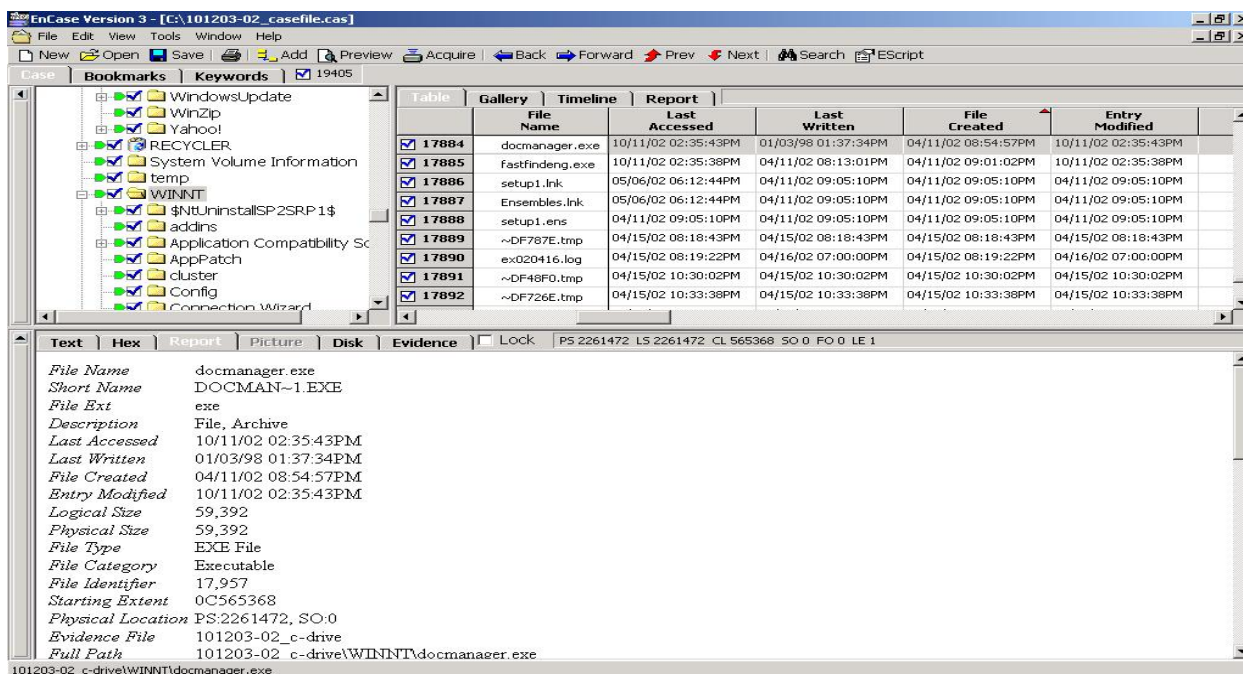 EnCase Version 3 - [C:\101203-02_casefile.cas]
File Edit View Tools Window Help
New Open Save Add Preview Acquire Back Forward Prev Next Search EScript
Case Bookmarks Keywords 19405
WindowsUpdate
WinZip
Yahoo!
RECYCLER
System Volume Information
temp
WINNT
$NtUninstallSP2SRP1$
addins
Application Compatibility Sc
AppPatch
cluster
Config
Connection Wizard
Table Gallery Timeline Report
File Name Last Accessed Last Written File Created Entry Modified
17884 docmanager.exe 10/11/02 02:35:43PM 01/03/98 01:37:34PM 04/11/02 08:54:57PM 10/11/02 02:35:43PM
17885 fastfindeng.exe 10/11/02 02:35:38PM 04/11/02 08:13:01PM 04/11/02 09:01:02PM 10/11/02 02:35:38PM
17886 setup1.lnk 05/06/02 06:12:44PM 04/11/02 09:05:10PM 04/11/02 09:05:10PM 04/11/02 09:05:10PM
17887 Ensembles.lnk 05/06/02 06:12:44PM 04/11/02 09:05:10PM 04/11/02 09:05:10PM 04/11/02 09:05:10PM
17888 setup1.ens 04/11/02 09:05:10PM 04/11/02 09:05:10PM 04/11/02 09:05:10PM 04/11/02 09:05:10PM
17889 ~DF787E.tmp 04/15/02 08:18:43PM 04/15/02 08:18:43PM 04/15/02 08:18:43PM 04/15/02 08:18:43PM
17890 ex020416.log 04/15/02 08:19:22PM 04/16/02 07:00:00PM 04/15/02 08:19:22PM 04/16/02 07:00:00PM
17891 ~DF48F0.tmp 04/15/02 10:30:02PM 04/15/02 10:30:02PM 04/15/02 10:30:02PM 04/15/02 10:30:02PM
17892 ~DF726E.tmp 04/15/02 10:33:38PM 04/15/02 10:33:38PM 04/15/02 10:33:38PM 04/15/02 10:33:38PM
Text Hex Report Picture Disk Evidence Lock PS 2261472 LS 2261472 CL 565368 SO 0 FO 0 LE 1
File Name docmanager.exe
Short Name DOCMAN~1.EXE
File Ext exe
Description File, Archive
Last Accessed 10/11/02 02:35:43PM
Last Written 01/03/98 01:37:34PM
File Created 04/11/02 08:54:57PM
Entry Modified 10/11/02 02:35:43PM
Logical Size 59,392
Physical Size 59,392
File Type EXE File
File Category Executable
File Identifier 17,957
Starting Extent 0C565368
Physical Location PS:2261472, SO:0
Evidence File 101203-02_c-drive
Full Path 101203-02_c-drive\WINNT\docmanager.exe
101203-02_c-drive\WINNT\docmanager.exe